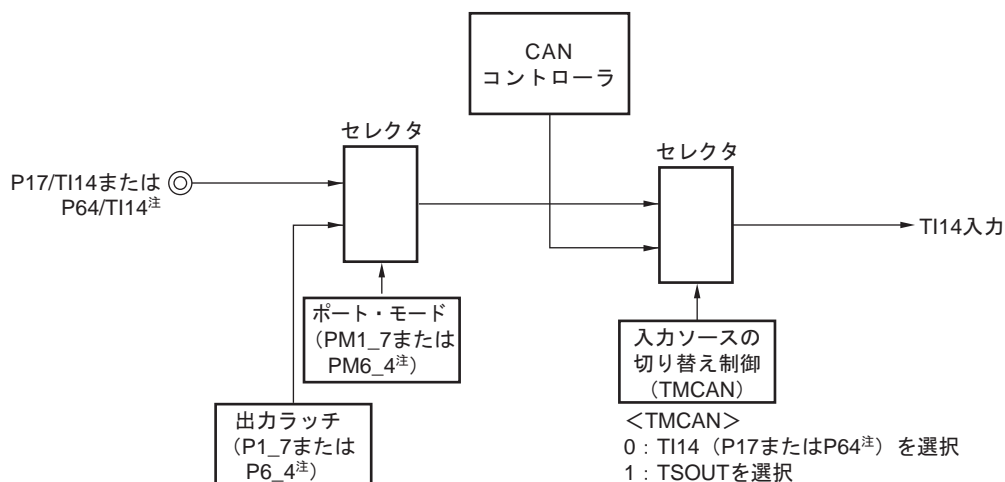 CAN
コントローラ
セレクタ
セレクタ
P17/TI14または
P64/TI14注
TI14入力
ポート・モード
(PM1_7または
PM6_4注)
入力ソースの
切り替え制御
(TMCAN)
出力ラッチ
(P1_7または
P6_4注)
<TMCAN>
0:TI14(P17またはP64注)を選択
1:TSOUTを選択